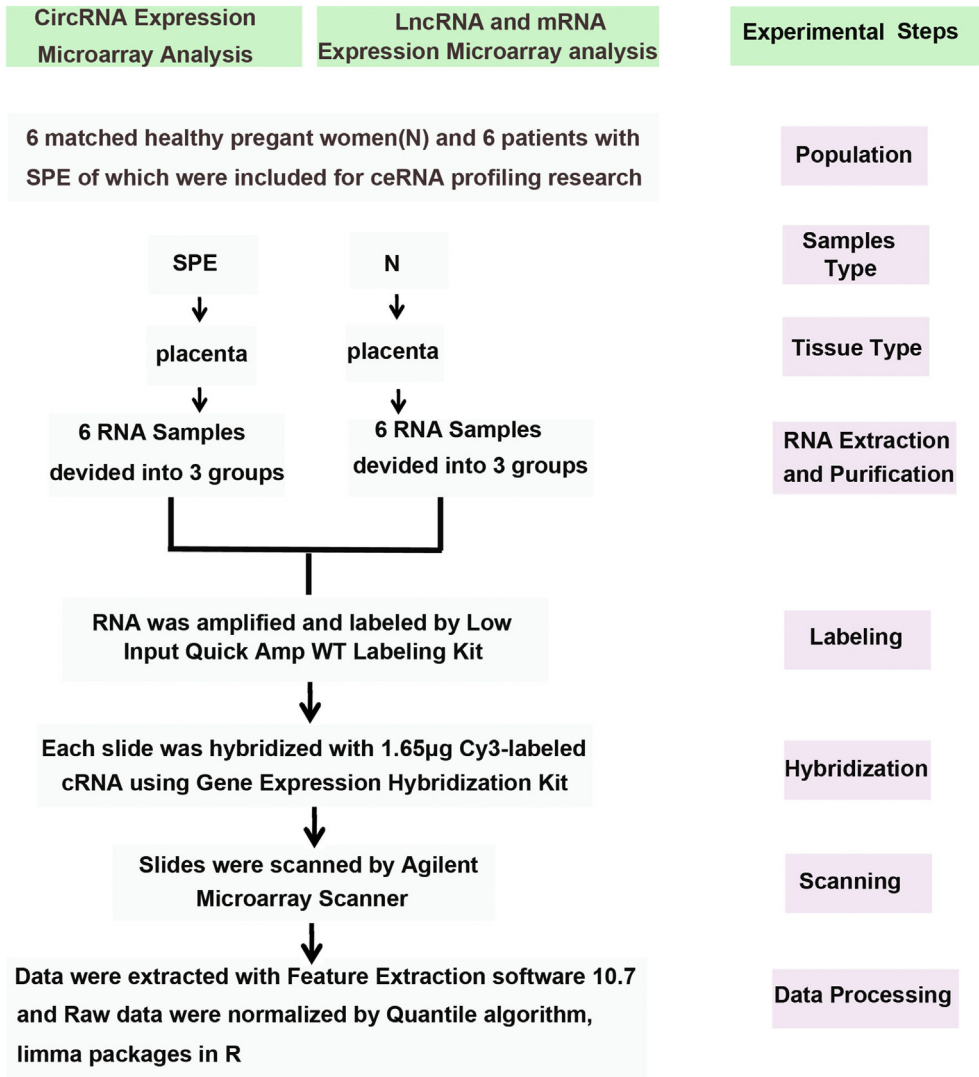 CircRNA Expression
Microarray Analysis
LncRNA and mRNA
Expression Microarray analysis
Experimental Steps
6 matched healthy pregant women(N) and 6 patients with
SPE of which were included for ceRNA profiling research
Population
SPE
N
Samples
Type
placenta
placenta
Tissue Type
6 RNA Samples
devided into 3 groups
6 RNA Samples
devided into 3 groups
RNA Extraction
and Purification
RNA was amplified and labeled by Low
Input Quick Amp WT Labeling Kit
Labeling
Each slide was hybridized with 1.65μg Cy3-labeled
cRNA using Gene Expression Hybridization Kit
Hybridization
Slides were scanned by Agilent
Microarray Scanner
Scanning
Data were extracted with Feature Extraction software 10.7
and Raw data were normalized by Quantile algorithm,
limma packages in R
Data Processing